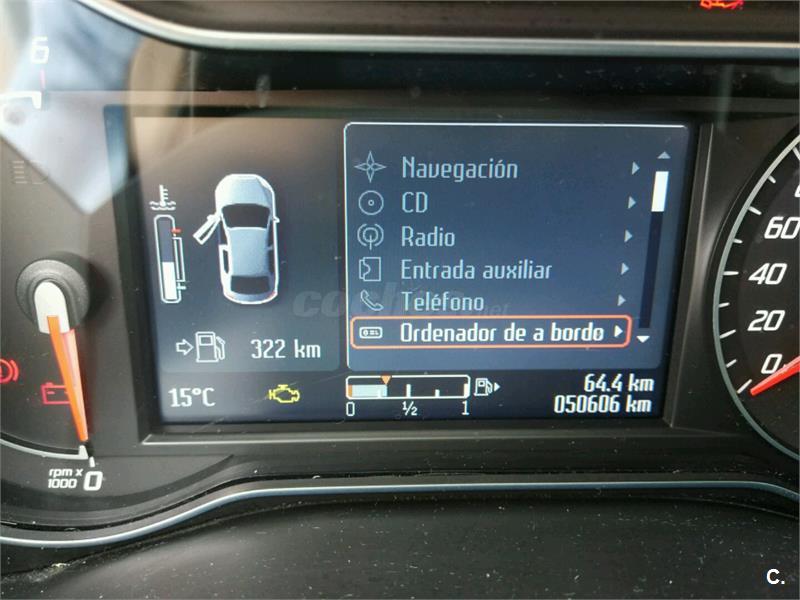 6
Navegación
CD
Radio
Entrada auxiliar
Teléfono
Ordenador de a bordo
322 km
15°C
0 ½ 1
64.4 km
050606 km
rpm x
1000 0
60
40
20
0
C.